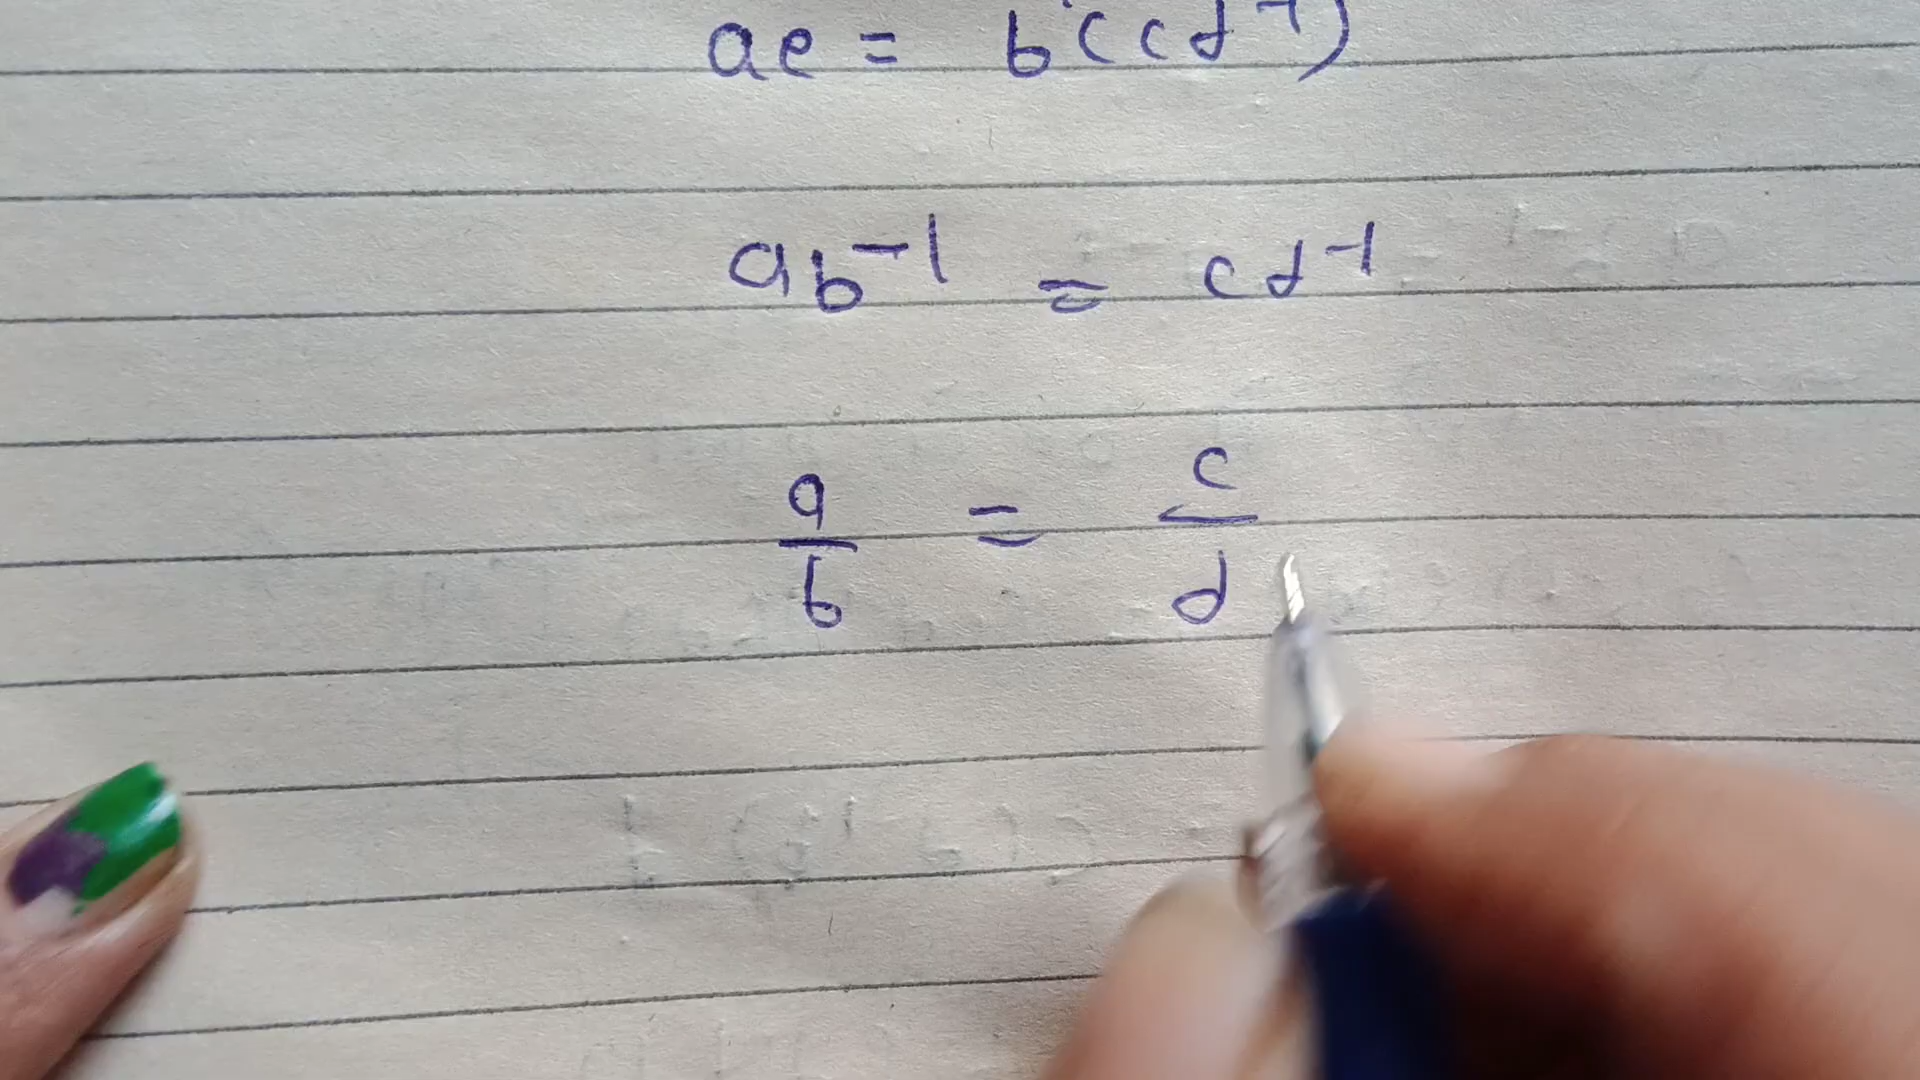 ae = b(cd⁻¹)
ab⁻¹ = cd⁻¹
a/b = c/d